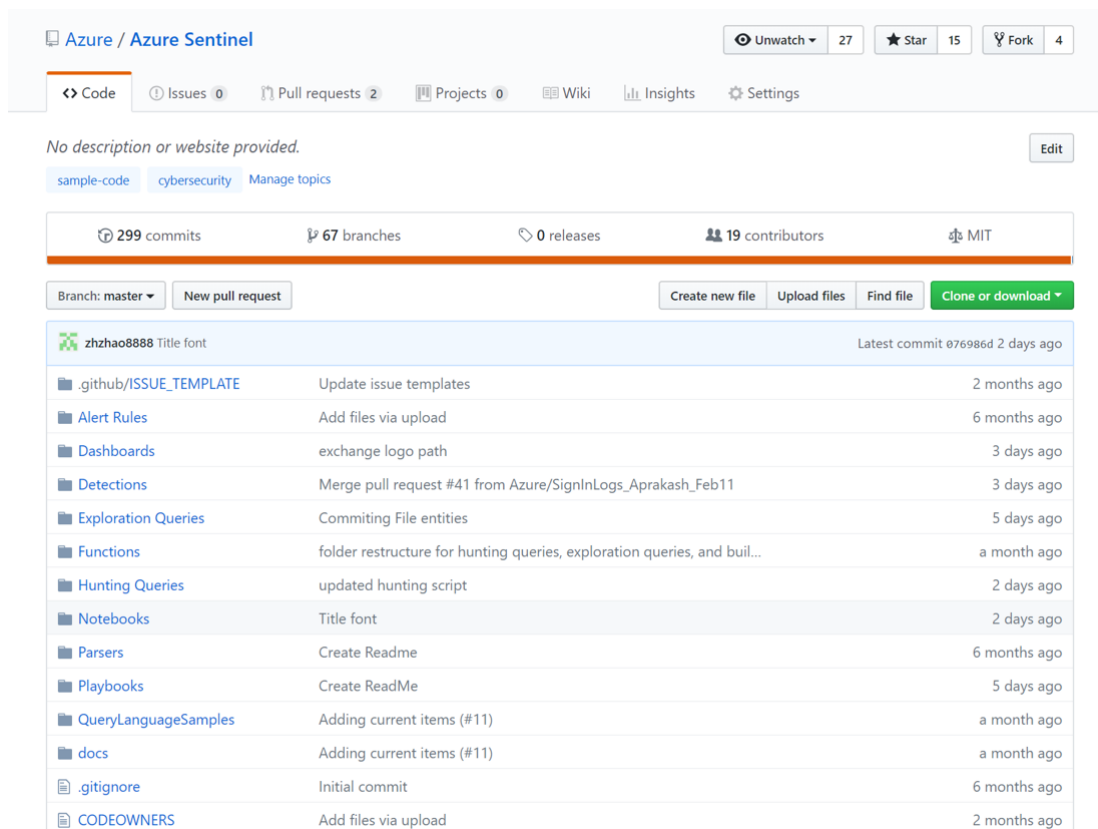 Azure / Azure Sentinel
Unwatch 27 Star 15 Fork 4
Code Issues 0 Pull requests 2 Projects 0 Wiki Insights Settings
No description or website provided. Edit
sample-code cybersecurity Manage topics
299 commits 67 branches 0 releases 19 contributors MIT
Branch: master New pull request Create new file Upload files Find file Clone or download
zhzhao8888 Title font Latest commit 076986d 2 days ago
.github/ISSUE_TEMPLATE Update issue templates 2 months ago
Alert Rules Add files via upload 6 months ago
Dashboards exchange logo path 3 days ago
Detections Merge pull request #41 from Azure/SignInLogs_Aprakash_Feb11 3 days ago
Exploration Queries Commiting File entities 5 days ago
Functions folder restructure for hunting queries, exploration queries, and buil... a month ago
Hunting Queries updated hunting script 2 days ago
Notebooks Title font 2 days ago
Parsers Create Readme 6 months ago
Playbooks Create ReadMe 5 days ago
QueryLanguageSamples Adding current items (#11) a month ago
docs Adding current items (#11) a month ago
.gitignore Initial commit 6 months ago
CODEOWNERS Add files via upload 2 months ago